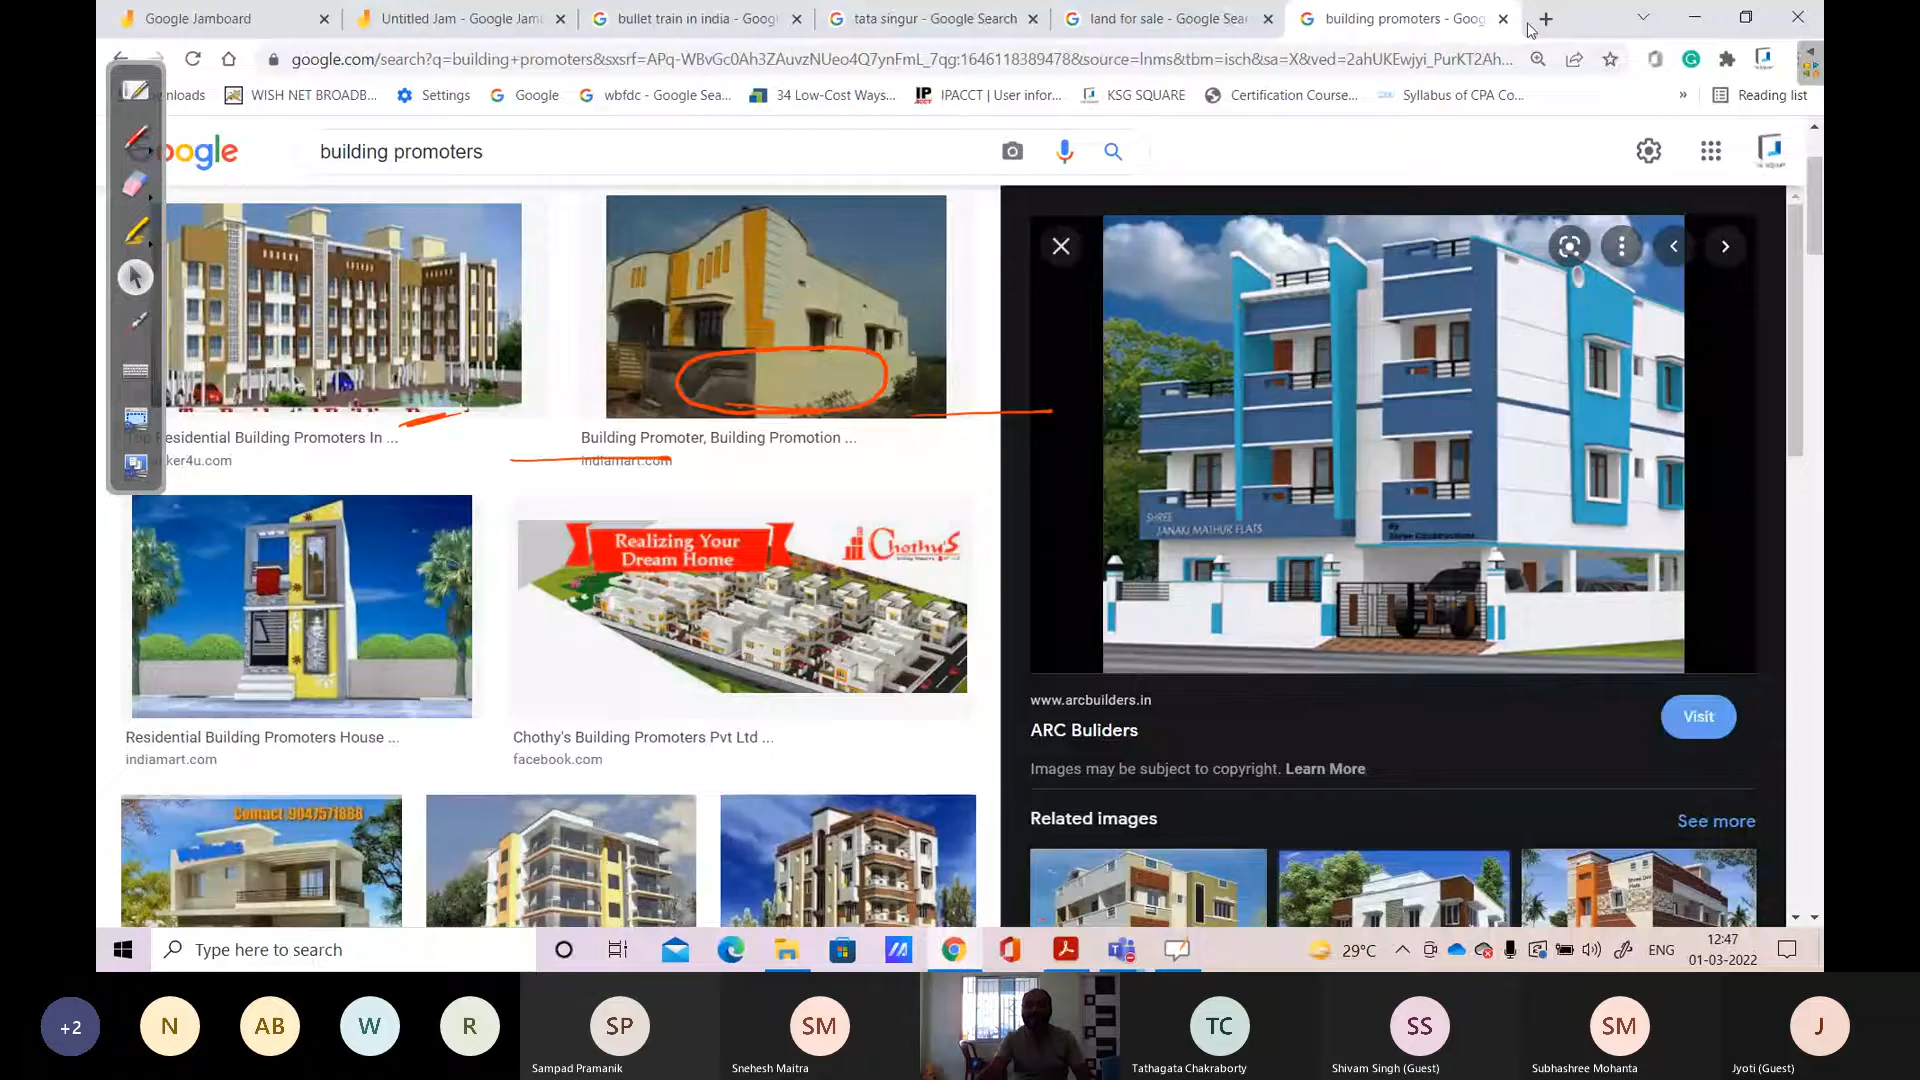 Google Jamboard
Untitled Jam - Google Jam
bullet train in india - Goog
tata singur - Google Search
land for sale - Google Sea
building promoters - Goog
google.com/search?q=building+promoters&sxsrf=APq-WBvGc0Ah3ZAuvzNUeo4Q7ynFmL_7qg:1646118389478&source=lnms&tbm=isch&sa=X&ved=2ahUKEwjyi_PurKT2Ah...
nloads
WISH NET BROADB...
Settings
Google
wbfdc - Google Sea...
34 Low-Cost Ways...
IPACCT | User infor...
KSG SQUARE
Certification Course...
Syllabus of CPA Co...
»
Reading list
Google
building promoters
Top Residential Building Promoters In ...
ker4u.com
Building Promoter, Building Promotion ...
indiamart.com
Realizing Your
Dream Home
Chothy's
Residential Building Promoters House ...
indiamart.com
Chothy's Building Promoters Pvt Ltd ...
facebook.com
Contact 9047571888
SHREE
JANAKI MATHUR FLATS
By
Shree Constructions
www.arcbuilders.in
ARC Buliders
Visit
Images may be subject to copyright. Learn More
Related images
See more
Type here to search
29°C
ENG
12:47
01-03-2022
+2
N
AB
W
R
SP
Sampad Pramanik
SM
Snehesh Maitra
TC
Tathagata Chakraborty
SS
Shivam Singh (Guest)
SM
Subhashree Mohanta
J
Jyoti (Guest)